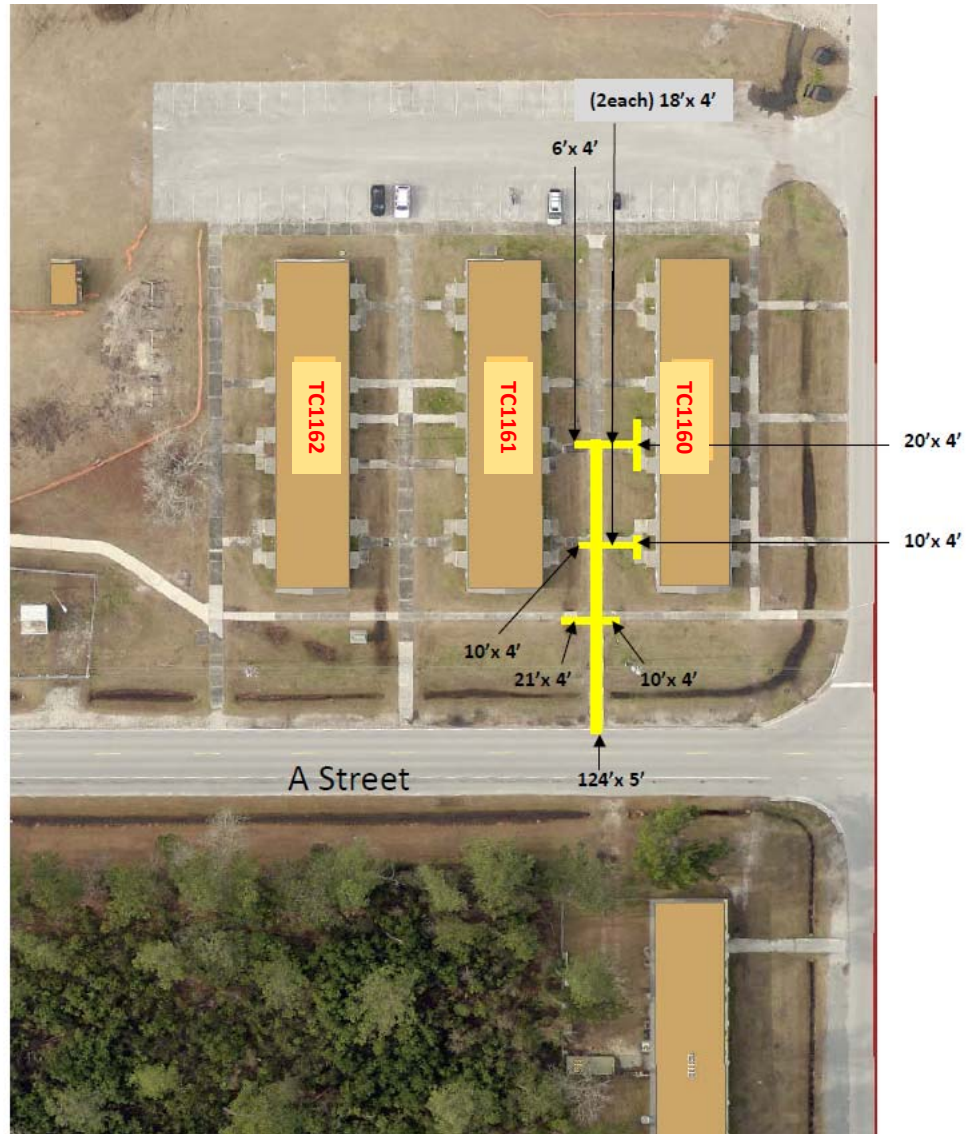 (2each) 18'x 4'
6'x 4'
TC1162
TC1161
TC1160
20'x 4'
10'x 4'
10'x 4'
21'x 4'
10'x 4'
A Street
124'x 5'